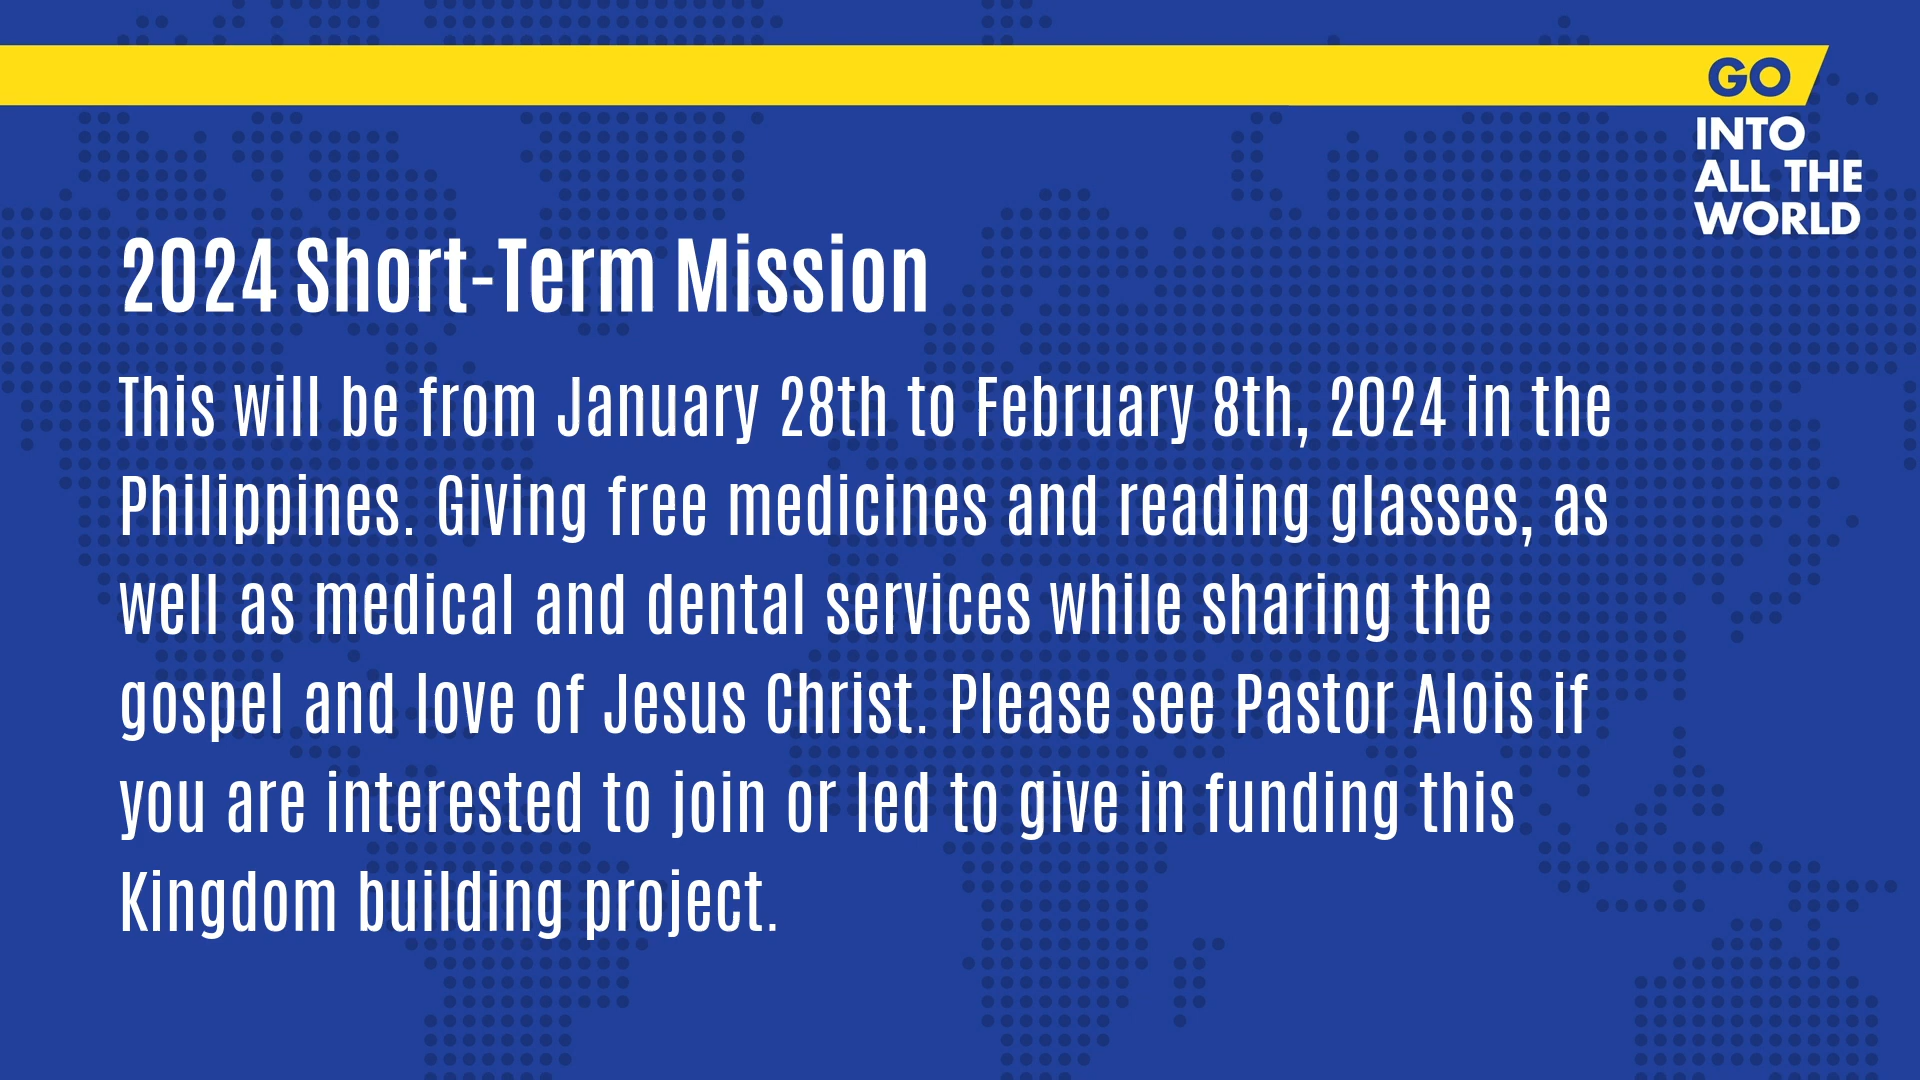 GO
INTO
ALL THE
WORLD
2024 Short-Term Mission
This will be from January 28th to February 8th, 2024 in the
Philippines. Giving free medicines and reading glasses, as
well as medical and dental services while sharing the
gospel and love of Jesus Christ. Please see Pastor Alois if
you are interested to join or led to give in funding this
Kingdom building project.